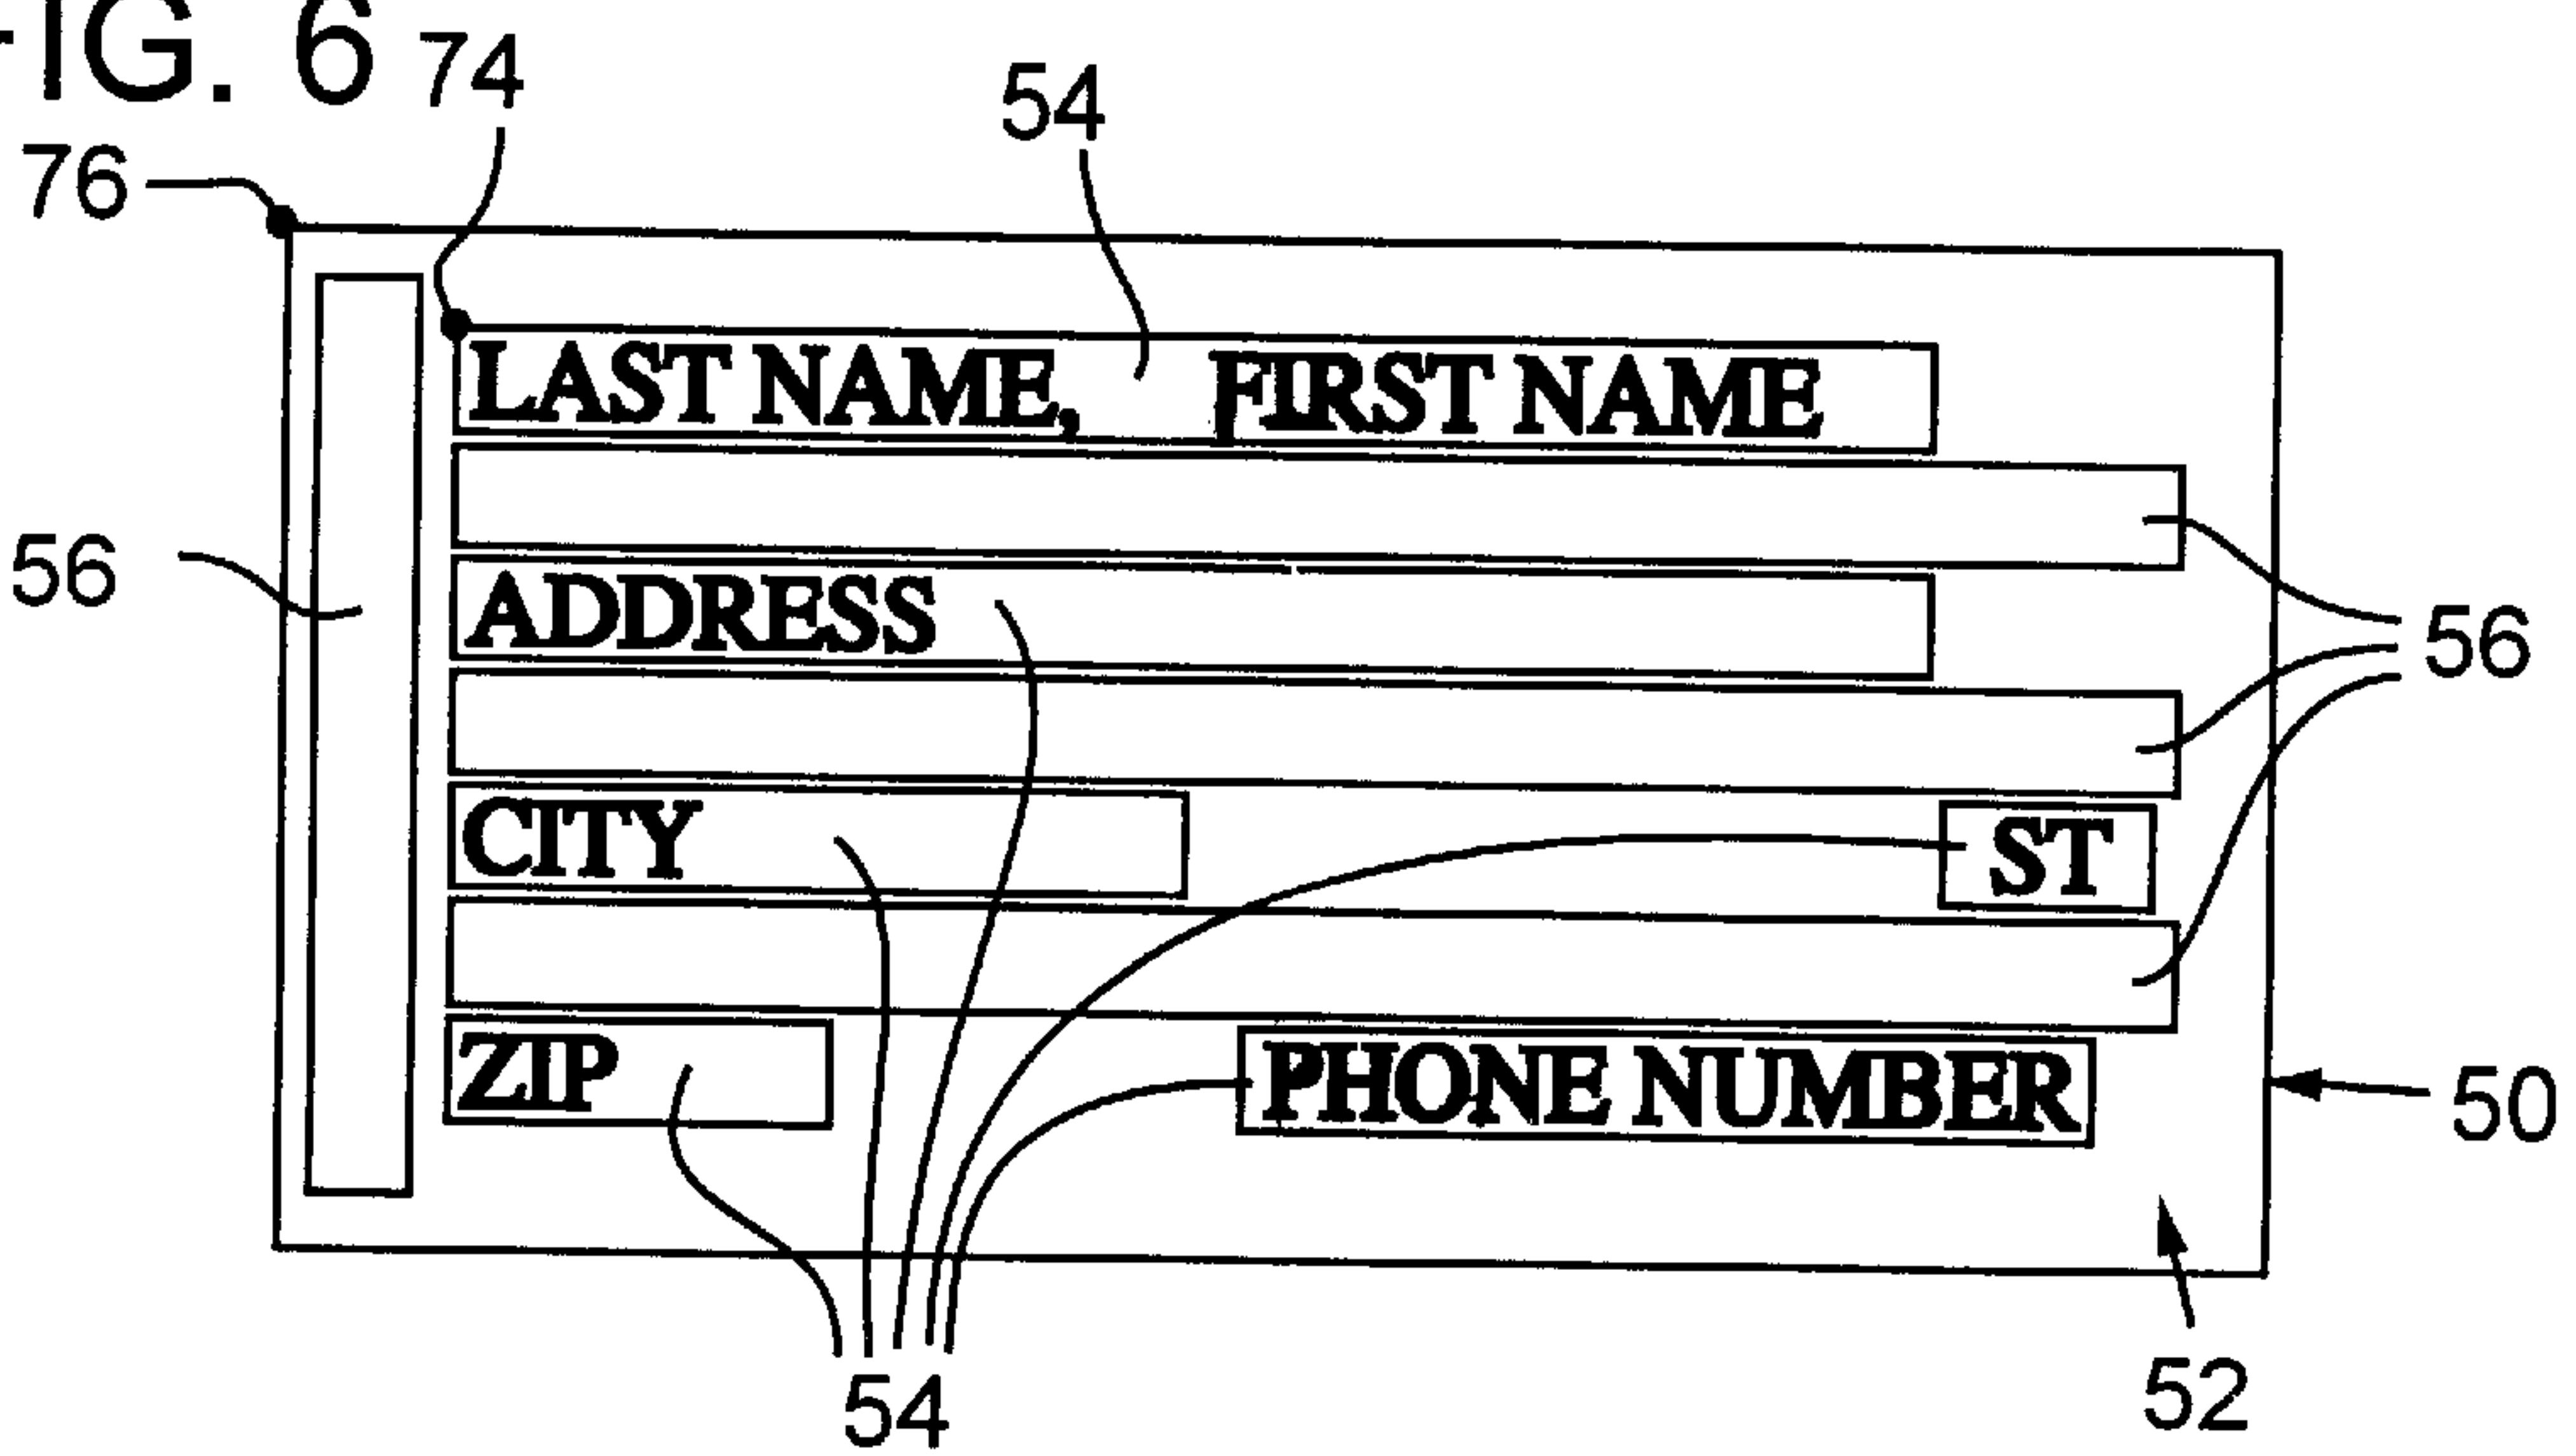 FIG. 6
74
54
76
LAST NAME, FIRST NAME
56
ADDRESS
56
CITY ST
ZIP PHONE NUMBER
50
52
54